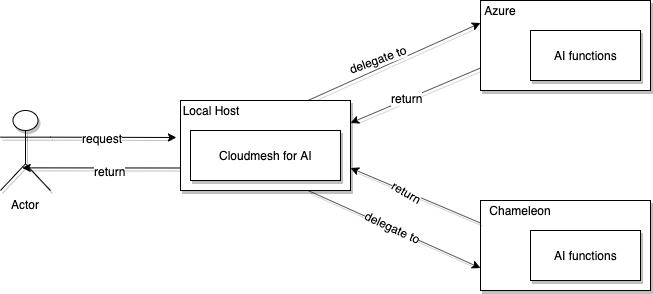 Azure
AI functions
delegate to
return
Local Host
Cloudmesh for AI
request
return
Actor
return
delegate to
Chameleon
AI functions